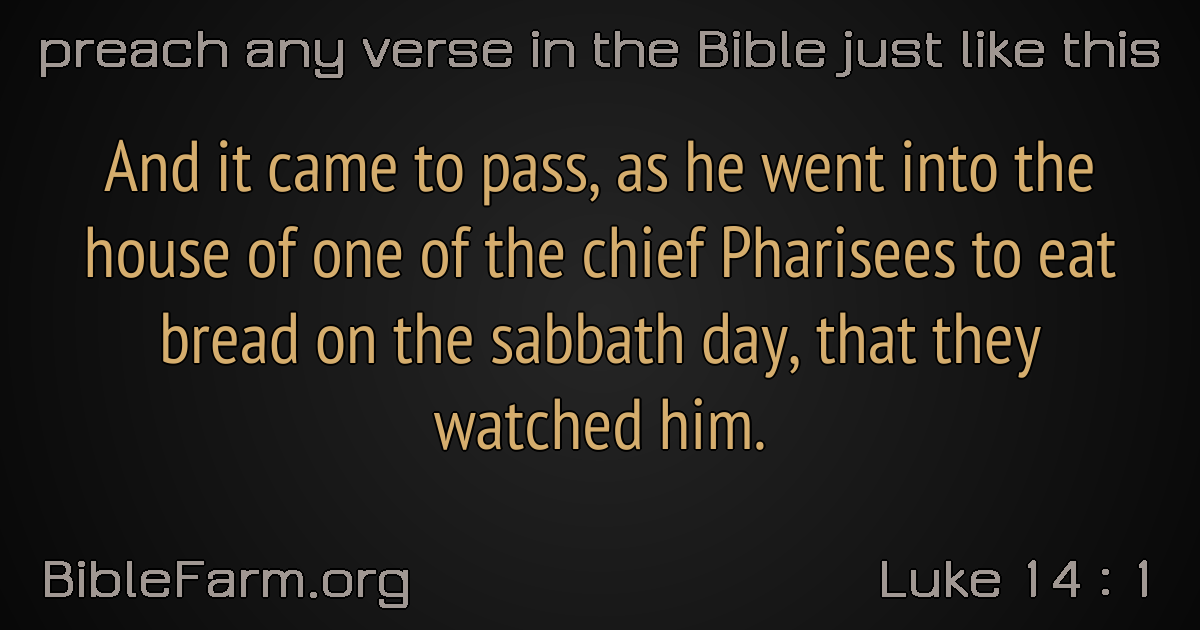 preach any verse in the Bible just like this
And it came to pass, as he went into the
house of one of the chief Pharisees to eat
bread on the sabbath day, that they
watched him.
BibleFarm.org
Luke 14 : 1